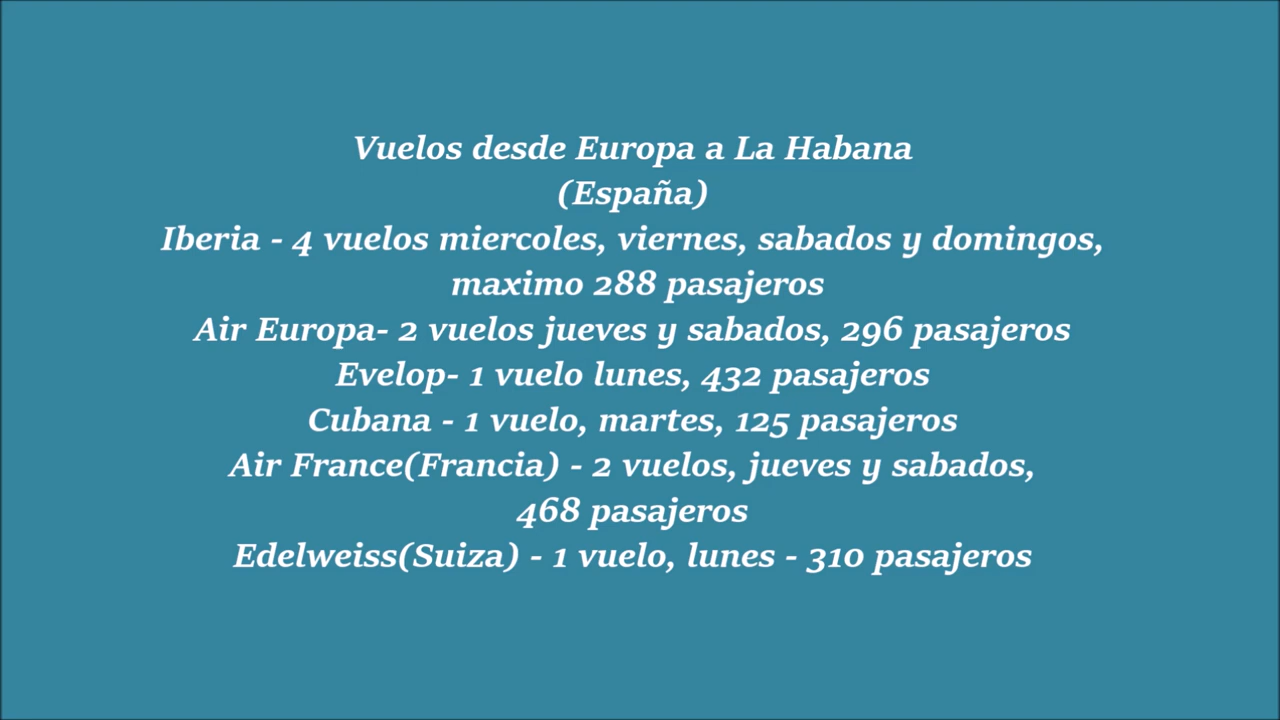 Vuelos desde Europa a La Habana
(España)
Iberia - 4 vuelos miercoles, viernes, sabados y domingos,
maximo 288 pasajeros
Air Europa- 2 vuelos jueves y sabados, 296 pasajeros
Evelop- 1 vuelo lunes, 432 pasajeros
Cubana - 1 vuelo, martes, 125 pasajeros
Air France(Francia) - 2 vuelos, jueves y sabados,
468 pasajeros
Edelweiss(Suiza) - 1 vuelo, lunes - 310 pasajeros